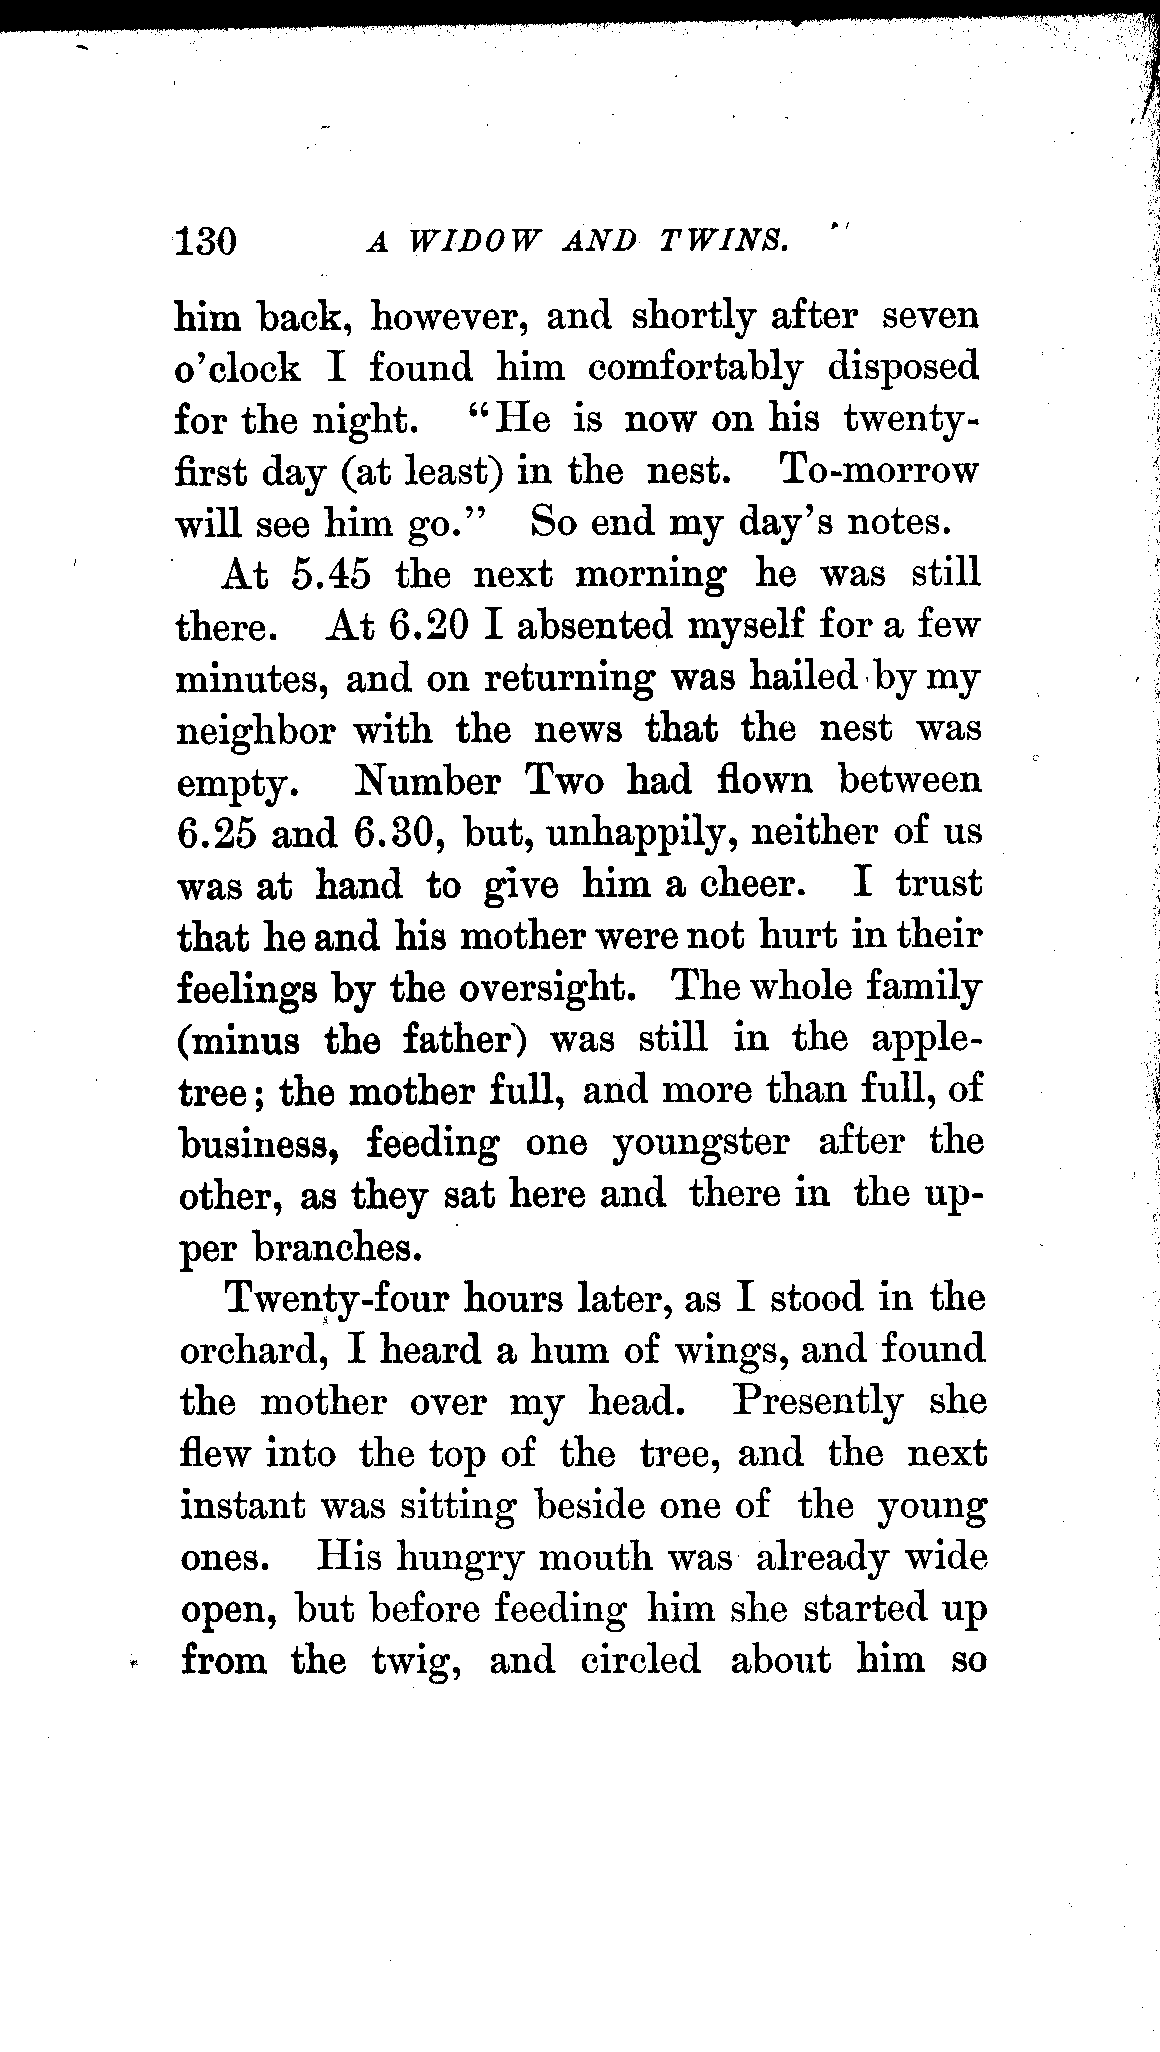 130 A WIDOW AND TWINS.
him back, however, and shortly after seven
o'clock I found him comfortably disposed
for the night. "He is now on his twenty-
first day (at least) in the nest. To-morrow
will see him go." So end my day's notes.
At 5.45 the next morning he was still
there. At 6.20 I absented myself for a few
minutes, and on returning was hailed by my
neighbor with the news that the nest was
empty. Number Two had flown between
6.25 and 6.30, but, unhappily, neither of us
was at hand to give him a cheer. I trust
that he and his mother were not hurt in their
feelings by the oversight. The whole family
(minus the father) was still in the apple-
tree; the mother full, and more than full, of
business, feeding one youngster after the
other, as they sat here and there in the up-
per branches.
Twenty-four hours later, as I stood in the
orchard, I heard a hum of wings, and found
the mother over my head. Presently she
flew into the top of the tree, and the next
instant was sitting beside one of the young
ones. His hungry mouth was already wide
open, but before feeding him she started up
from the twig, and circled about him so